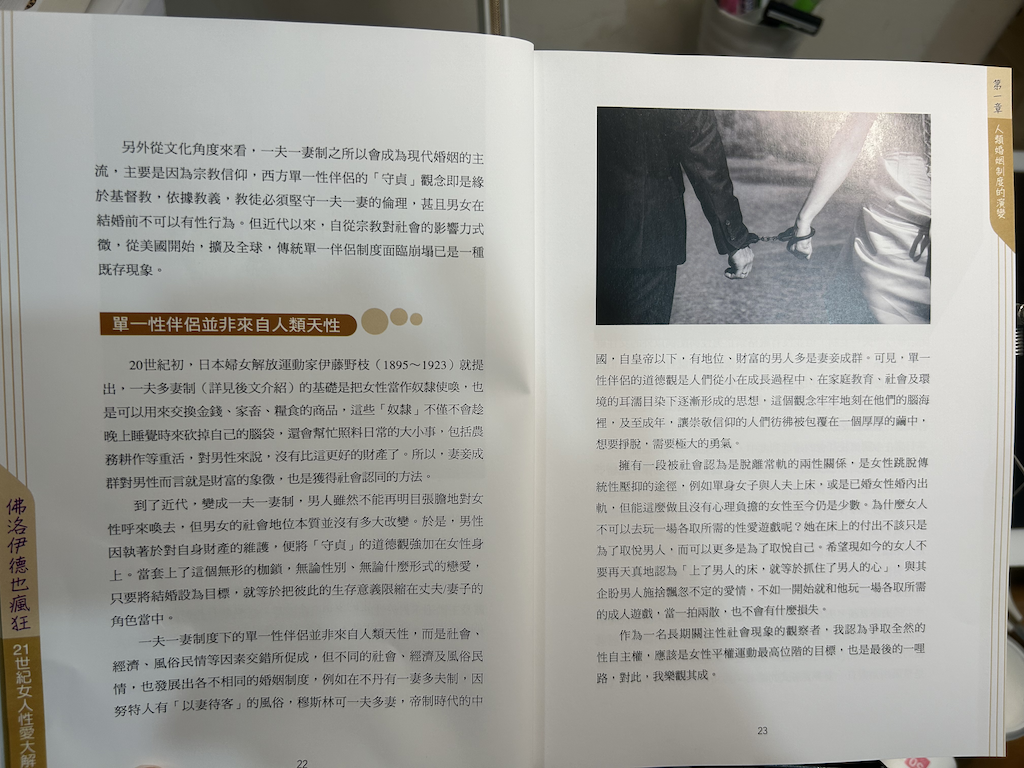 另外從文化角度來看，一夫一妻制之所以會成為現代婚姻的主
流，主要是因為宗教信仰，西方單一性伴侶的「守貞」觀念即是緣
於基督教，依據教義，教徒必須堅守一夫一妻的倫理，甚且男女在
結婚前不可以有性行為。但近代以來，自從宗教對社會的影響力式
微，從美國開始，擴及全球，傳統單一伴侶制度面臨崩塌已是一種
既存現象。
單一性伴侶並非來自人類天性
20世紀初，日本婦女解放運動家伊藤野枝（1895～1923）就提
出，一夫多妻制（詳見後文介紹）的基礎是把女性當作奴隸使喚，也
是可以用來交換金錢、家畜、糧食的商品，這些「奴隸」不僅不會趁
晚上睡覺時來砍掉自己的腦袋，還會幫忙照料日常的大小事，包括農
務耕作等重活，對男性來說，沒有比這更好的財產了。所以，妻妾成
群對男性而言就是財富的象徵，也是獲得社會認同的方法。
到了近代，變成一夫一妻制，男人雖然不能再明目張膽地對女
性呼來喚去，但男女的社會地位本質並沒有多大改變。於是，男性
因執著於對自身財產的維護，便將「守貞」的道德觀強加在女性身
上。當套上了這個無形的枷鎖，無論性別、無論什麼形式的戀愛，
只要將結婚設為目標，就等於把彼此的生存意義限縮在丈夫/妻子的
角色當中。
一夫一妻制度下的單一性伴侶並非來自人類天性，而是社會、
經濟、風俗民情等因素交錯所促成，但不同的社會、經濟及風俗民
情，也發展出各不相同的婚姻制度，例如在不丹有一妻多夫制，因
努特人有「以妻待客」的風俗，穆斯林可一夫多妻，帝制時代的中
22
佛洛伊德也瘋狂
21世紀女人性愛大解
第一章
人類婚姻制度的演變
國，自皇帝以下，有地位、財富的男人多是妻妾成群。可見，單一
性伴侶的道德觀是人們從小在成長過程中、在家庭教育、社會及環
境的耳濡目染下逐漸形成的思想，這個觀念牢牢地刻在他們的腦海
裡，及至成年，讓崇敬信仰的人們彷彿被包覆在一個厚厚的繭中，
想要掙脫，需要極大的勇氣。
擁有一段被社會認為是脫離常軌的兩性關係，是女性跳脫傳
統性壓抑的途徑，例如單身女子與人夫上床，或是已婚女性婚內出
軌，但能這麼做且沒有心理負擔的女性至今仍是少數。為什麼女人
不可以去玩一場各取所需的性愛遊戲呢？她在床上的付出不該只是
為了取悅男人，而可以更多是為了取悅自己。希望現如今的女人不
要再天真地認為「上了男人的床，就等於抓住了男人的心」，與其
企盼男人施捨飄忽不定的愛情，不如一開始就和他玩一場各取所需
的成人遊戲，當一拍兩散，也不會有什麼損失。
作為一名長期關注性社會現象的觀察者，我認為爭取全然的
性自主權，應該是女性平權運動最高位階的目標，也是最後的一哩
路，對此，我樂觀其成。
23